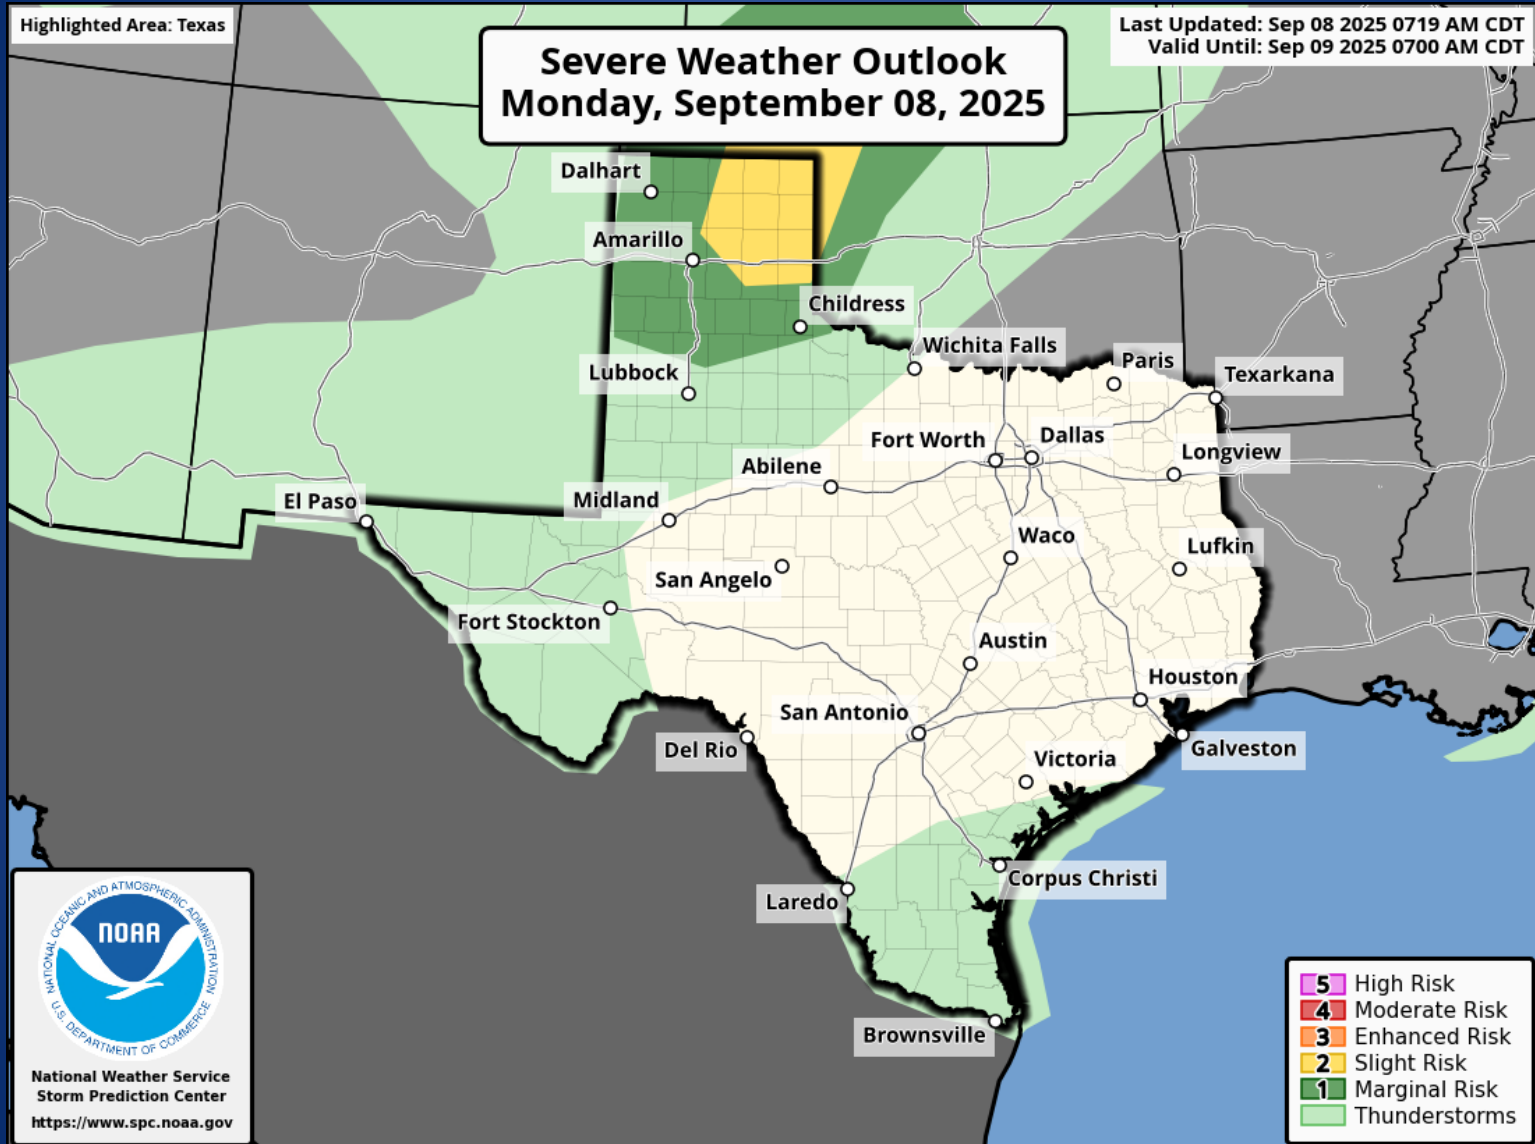 Highlighted Area: Texas
Last Updated: Sep 08 2025 0719 AM CDT
Valid Until: Sep 09 2025 0700 AM CDT
Severe Weather Outlook
Monday, September 08, 2025
Dalhart
Amarillo
Childress
Wichita Falls
Paris
Texarkana
Lubbock
Fort Worth
Dallas
Longview
Abilene
Midland
El Paso
Waco
Lufkin
San Angelo
Fort Stockton
Austin
Houston
San Antonio
Del Rio
Galveston
Victoria
Corpus Christi
Laredo
Brownsville
NATIONAL OCEANIC AND ATMOSPHERIC ADMINISTRATION
NOAA
U.S. DEPARTMENT OF COMMERCE
National Weather Service
Storm Prediction Center
https://www.spc.noaa.gov
5 High Risk
4 Moderate Risk
3 Enhanced Risk
2 Slight Risk
1 Marginal Risk
Thunderstorms